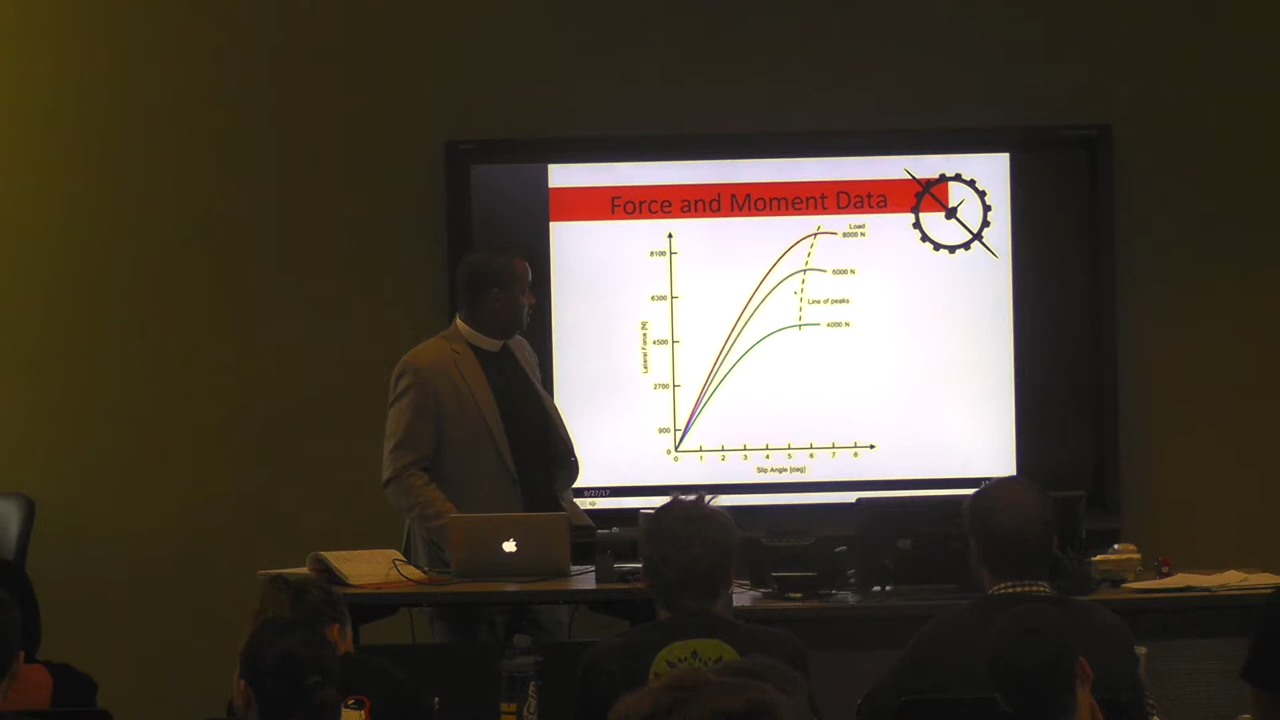 Force and Moment Data
Load
8000 N
8100
6000 N
6300
Line of peaks
4000 N
4500
Lateral Force [N]
2700
900
0
0 1 2 3 4 5 6 7 8
Slip Angle [deg]
9/27/17